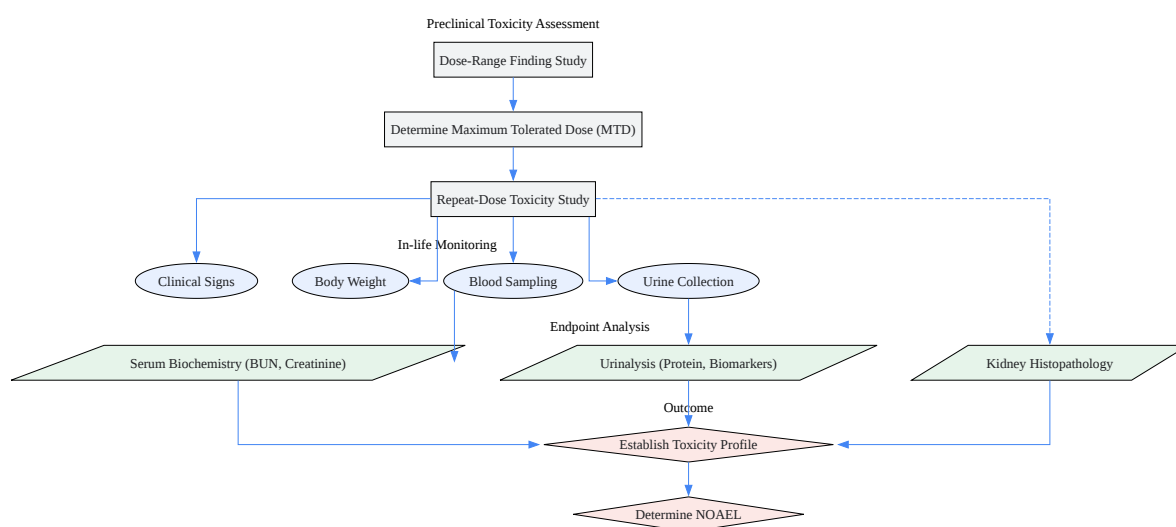 Preclinical Toxicity Assessment
Dose-Range Finding Study
Determine Maximum Tolerated Dose (MTD)
Repeat-Dose Toxicity Study
In-life Monitoring
Clinical Signs
Body Weight
Blood Sampling
Urine Collection
Endpoint Analysis
Serum Biochemistry (BUN, Creatinine)
Urinalysis (Protein, Biomarkers)
Kidney Histopathology
Outcome
Establish Toxicity Profile
Determine NOAEL